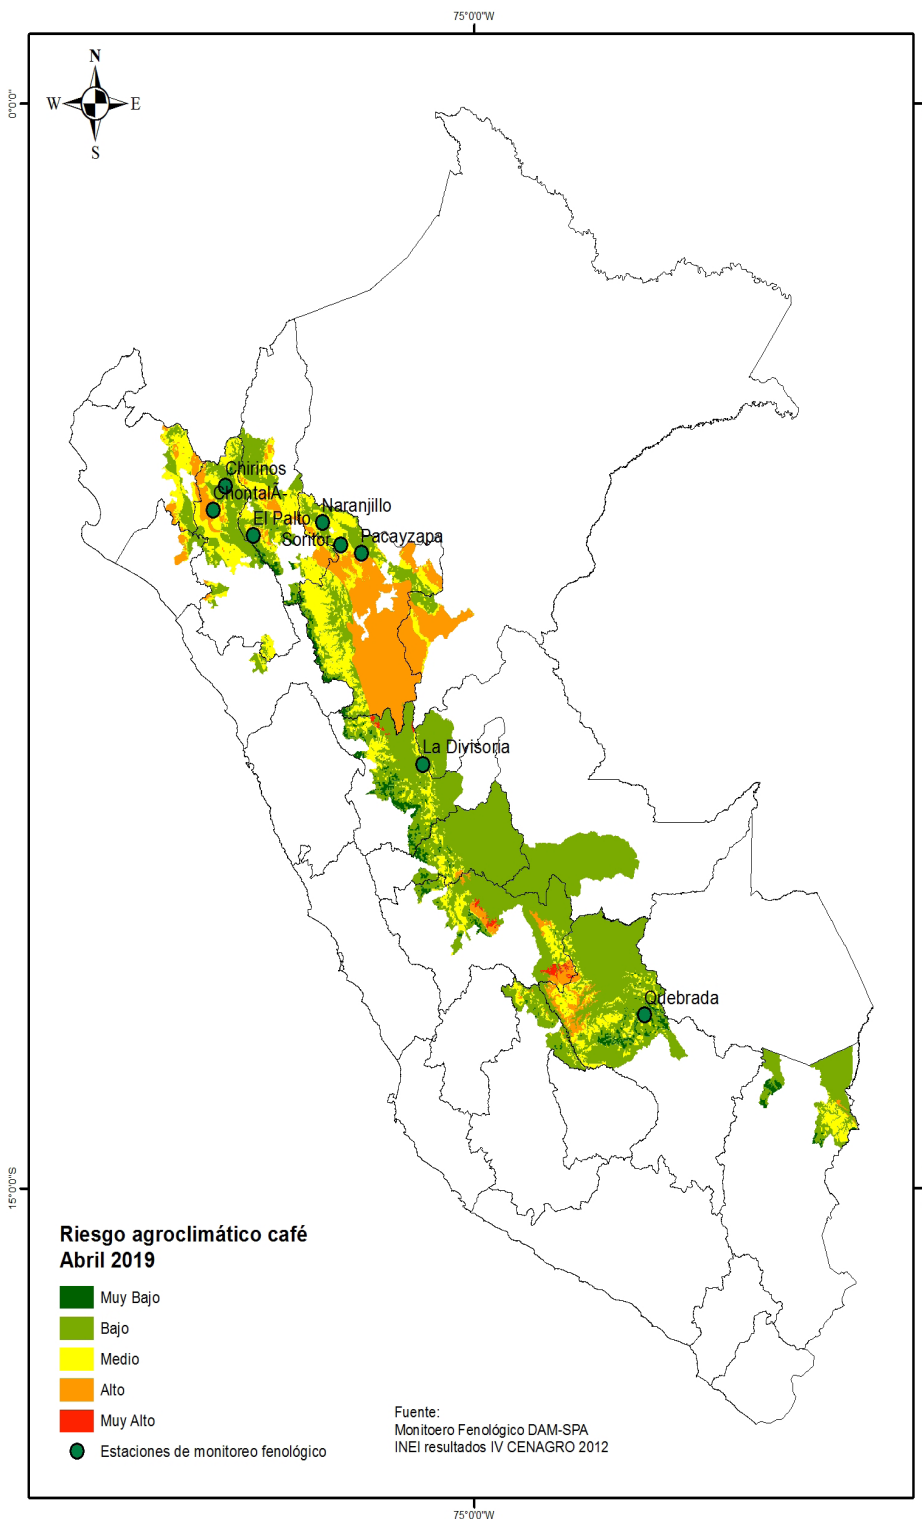 75°0'0"W
N
W E
S
0°0'0"
Chirinos
ChontalÃ-
Naranjillo
El Palto
Soritor
Pacayzapa
La Divisoria
Quebrada
15°0'0"S
Riesgo agroclimático café
Abril 2019
Muy Bajo
Bajo
Medio
Alto
Muy Alto
Estaciones de monitoreo fenológico
Fuente:
Monitoero Fenológico DAM-SPA
INEI resultados IV CENAGRO 2012
75°0'0"W